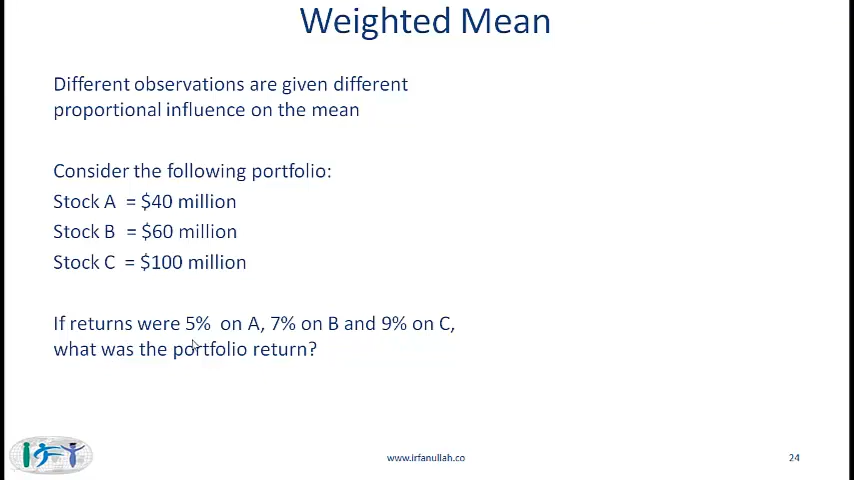 Weighted Mean
Different observations are given different
proportional influence on the mean
Consider the following portfolio:
Stock A = $40 million
Stock B = $60 million
Stock C = $100 million
If returns were 5% on A, 7% on B and 9% on C,
what was the portfolio return?
www.irfanullah.co
24